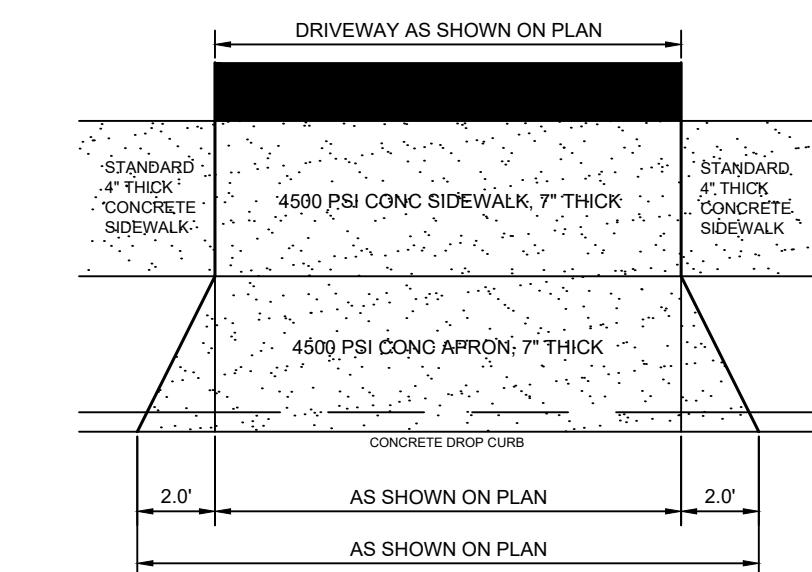 DRIVEWAY AS SHOWN ON PLAN
STANDARD
4" THICK
CONCRETE
SIDEWALK
4500 PSI CONC SIDEWALK, 7" THICK
STANDARD
4" THICK
CONCRETE
SIDEWALK
4500 PSI CONC APRON, 7" THICK
CONCRETE DROP CURB
2.0'
AS SHOWN ON PLAN
2.0'
AS SHOWN ON PLAN